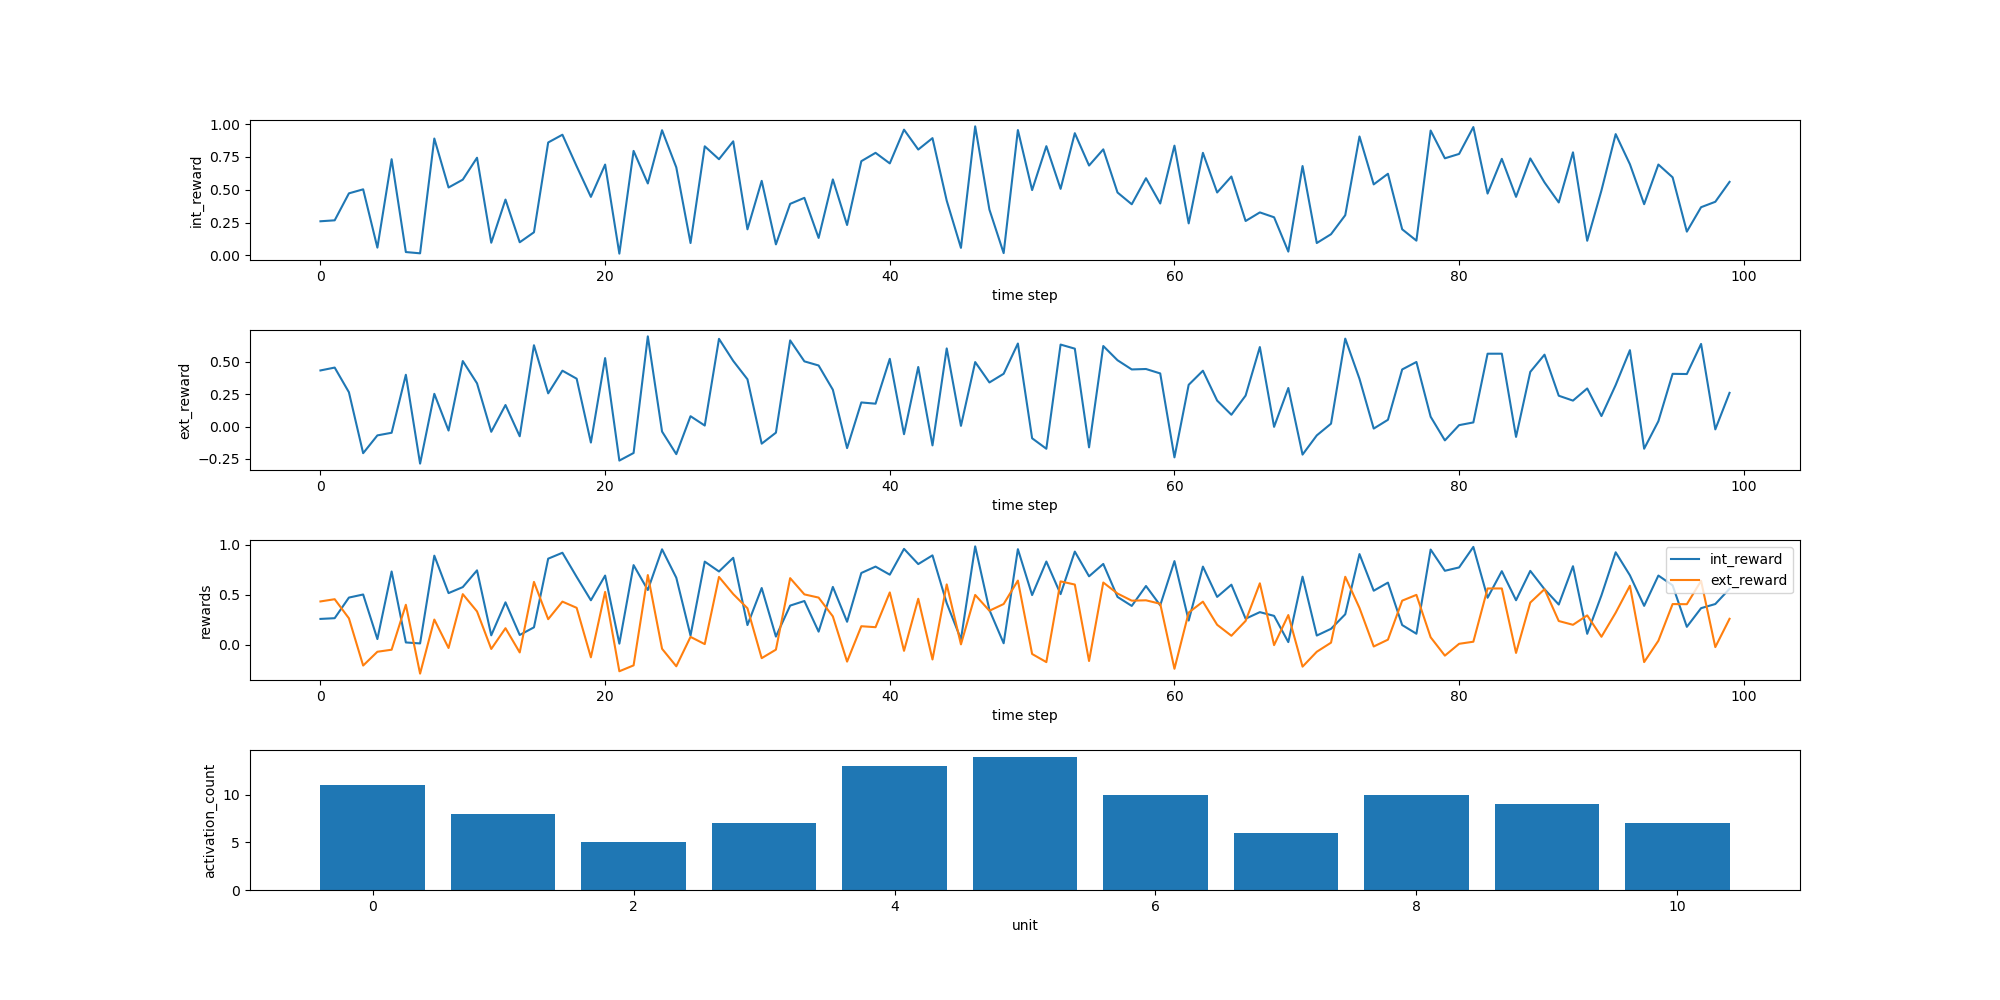 1.00
0.75
0.50
0.25
0.00
int_reward
0 20 40 60 80 100
time step
0.50
0.25
0.00
−0.25
ext_reward
0 20 40 60 80 100
time step
1.0
0.5
0.0
rewards
int_reward
ext_reward
0 20 40 60 80 100
time step
10
5
0
activation_count
0 2 4 6 8 10
unit